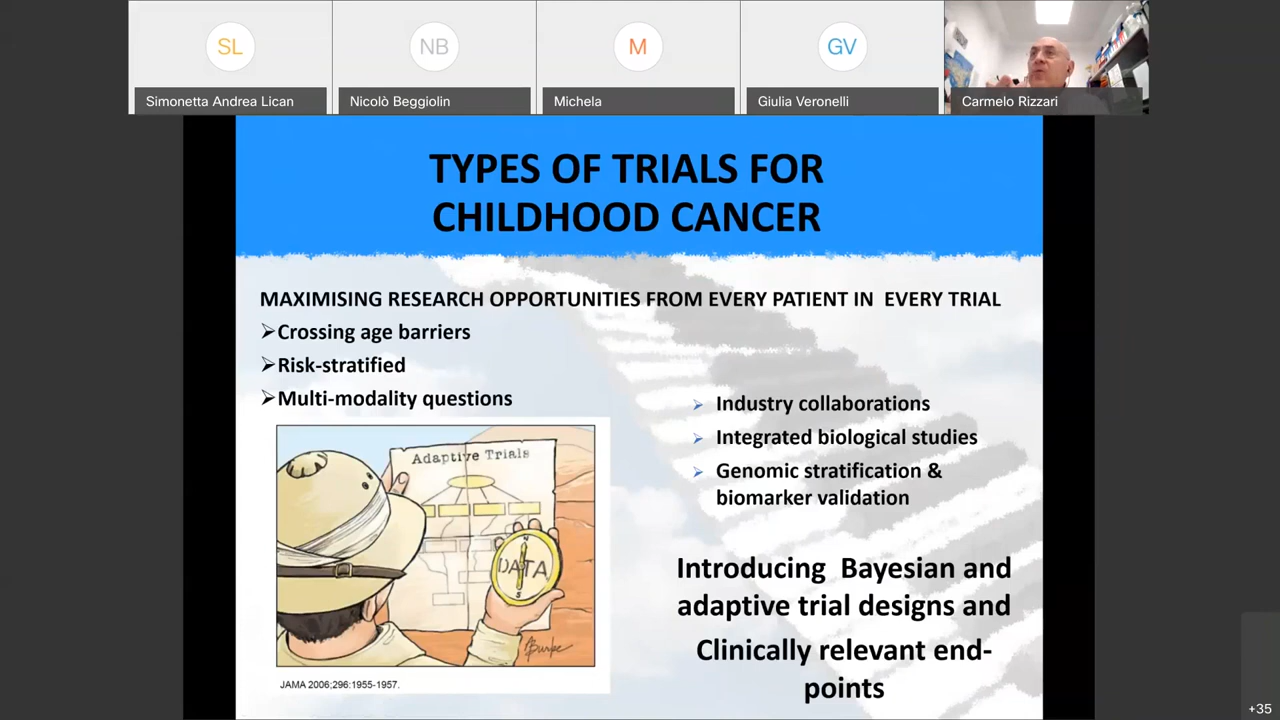 SL
NB
M
GV
Simonetta Andrea Lican
Nicolò Beggiolin
Michela
Giulia Veronelli
Carmelo Rizzari
TYPES OF TRIALS FOR
CHILDHOOD CANCER
MAXIMISING RESEARCH OPPORTUNITIES FROM EVERY PATIENT IN EVERY TRIAL
➢Crossing age barriers
➢Risk-stratified
➢Multi-modality questions
➢ Industry collaborations
➢ Integrated biological studies
➢ Genomic stratification &
biomarker validation
Adaptive Trials
N
DATA
S
JAMA 2006;296:1955-1957.
Introducing Bayesian and
adaptive trial designs and
Clinically relevant end-
points
+35